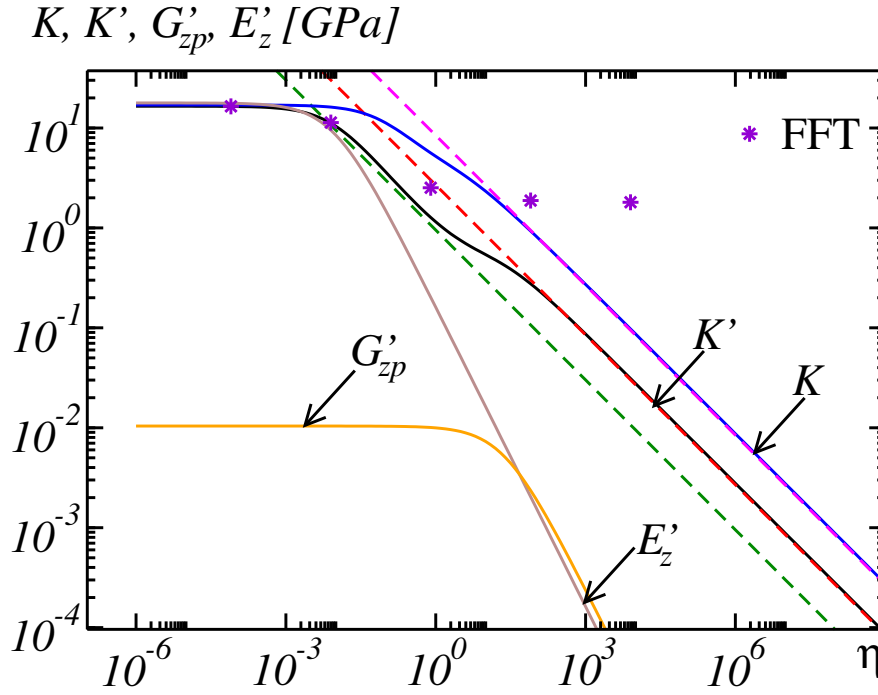 K, K’, G’zp, E’z [GPa]
10^1
FFT
10^0
10^-1
K’
G’zp
K
10^-2
10^-3
E’z
10^-4
η
10^-6 10^-3 10^0 10^3 10^6